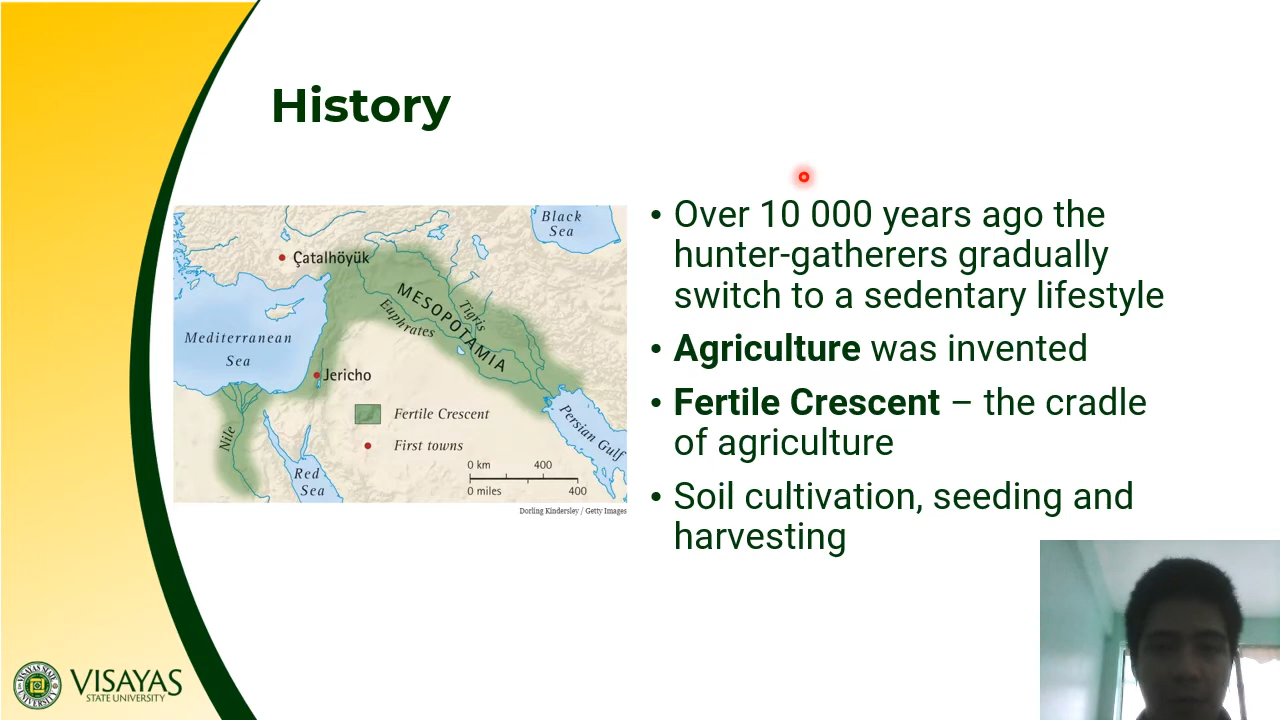 History
Black
Sea
Çatalhöyük
MESOPOTAMIA
Tigris
Euphrates
Mediterranean
Sea
Jericho
Fertile Crescent
First towns
Nile
Red
Sea
Persian Gulf
0 km 400
0 miles 400
Dorling Kindersley / Getty Images
• Over 10 000 years ago the
hunter-gatherers gradually
switch to a sedentary lifestyle
• Agriculture was invented
• Fertile Crescent – the cradle
of agriculture
• Soil cultivation, seeding and
harvesting
VISAYAS
STATE UNIVERSITY
VISAYAS STATE
UNIVERSITY